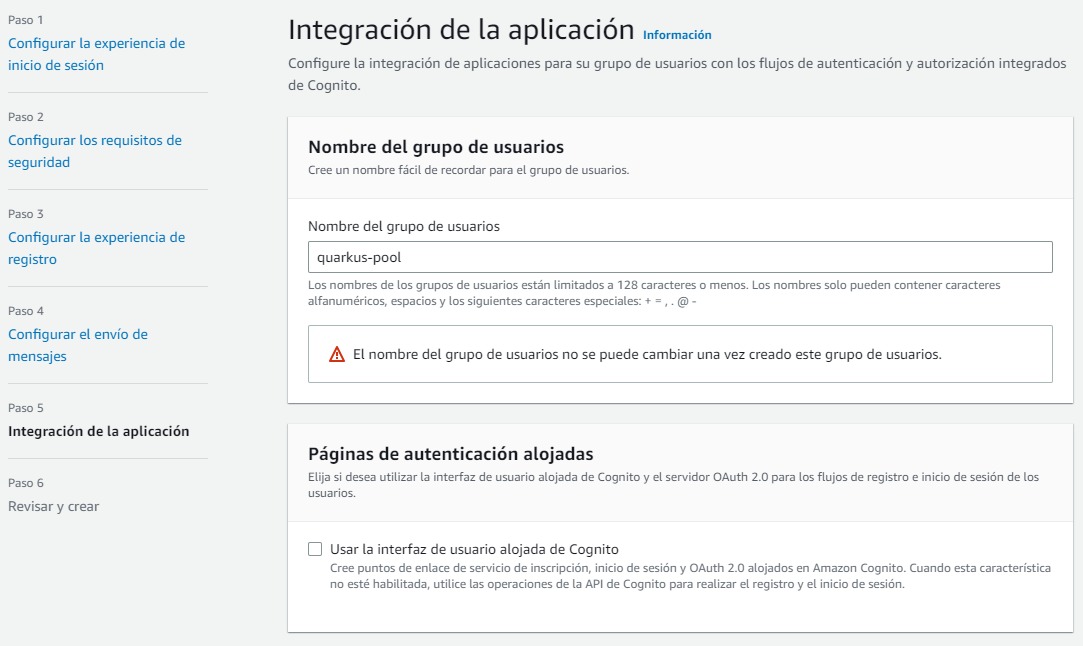 Paso 1
Configurar la experiencia de
inicio de sesión
Paso 2
Configurar los requisitos de
seguridad
Paso 3
Configurar la experiencia de
registro
Paso 4
Configurar el envío de
mensajes
Paso 5
Integración de la aplicación
Paso 6
Revisar y crear
Integración de la aplicación Información
Configure la integración de aplicaciones para su grupo de usuarios con los flujos de autenticación y autorización integrados
de Cognito.
Nombre del grupo de usuarios
Cree un nombre fácil de recordar para el grupo de usuarios.
Nombre del grupo de usuarios
quarkus-pool
Los nombres de los grupos de usuarios están limitados a 128 caracteres o menos. Los nombres solo pueden contener caracteres
alfanuméricos, espacios y los siguientes caracteres especiales: + = , . @ -
El nombre del grupo de usuarios no se puede cambiar una vez creado este grupo de usuarios.
Páginas de autenticación alojadas
Elija si desea utilizar la interfaz de usuario alojada de Cognito y el servidor OAuth 2.0 para los flujos de registro e inicio de sesión de los
usuarios.
Usar la interfaz de usuario alojada de Cognito
Cree puntos de enlace de servicio de inscripción, inicio de sesión y OAuth 2.0 alojados en Amazon Cognito. Cuando esta característica
no esté habilitada, utilice las operaciones de la API de Cognito para realizar el registro y el inicio de sesión.